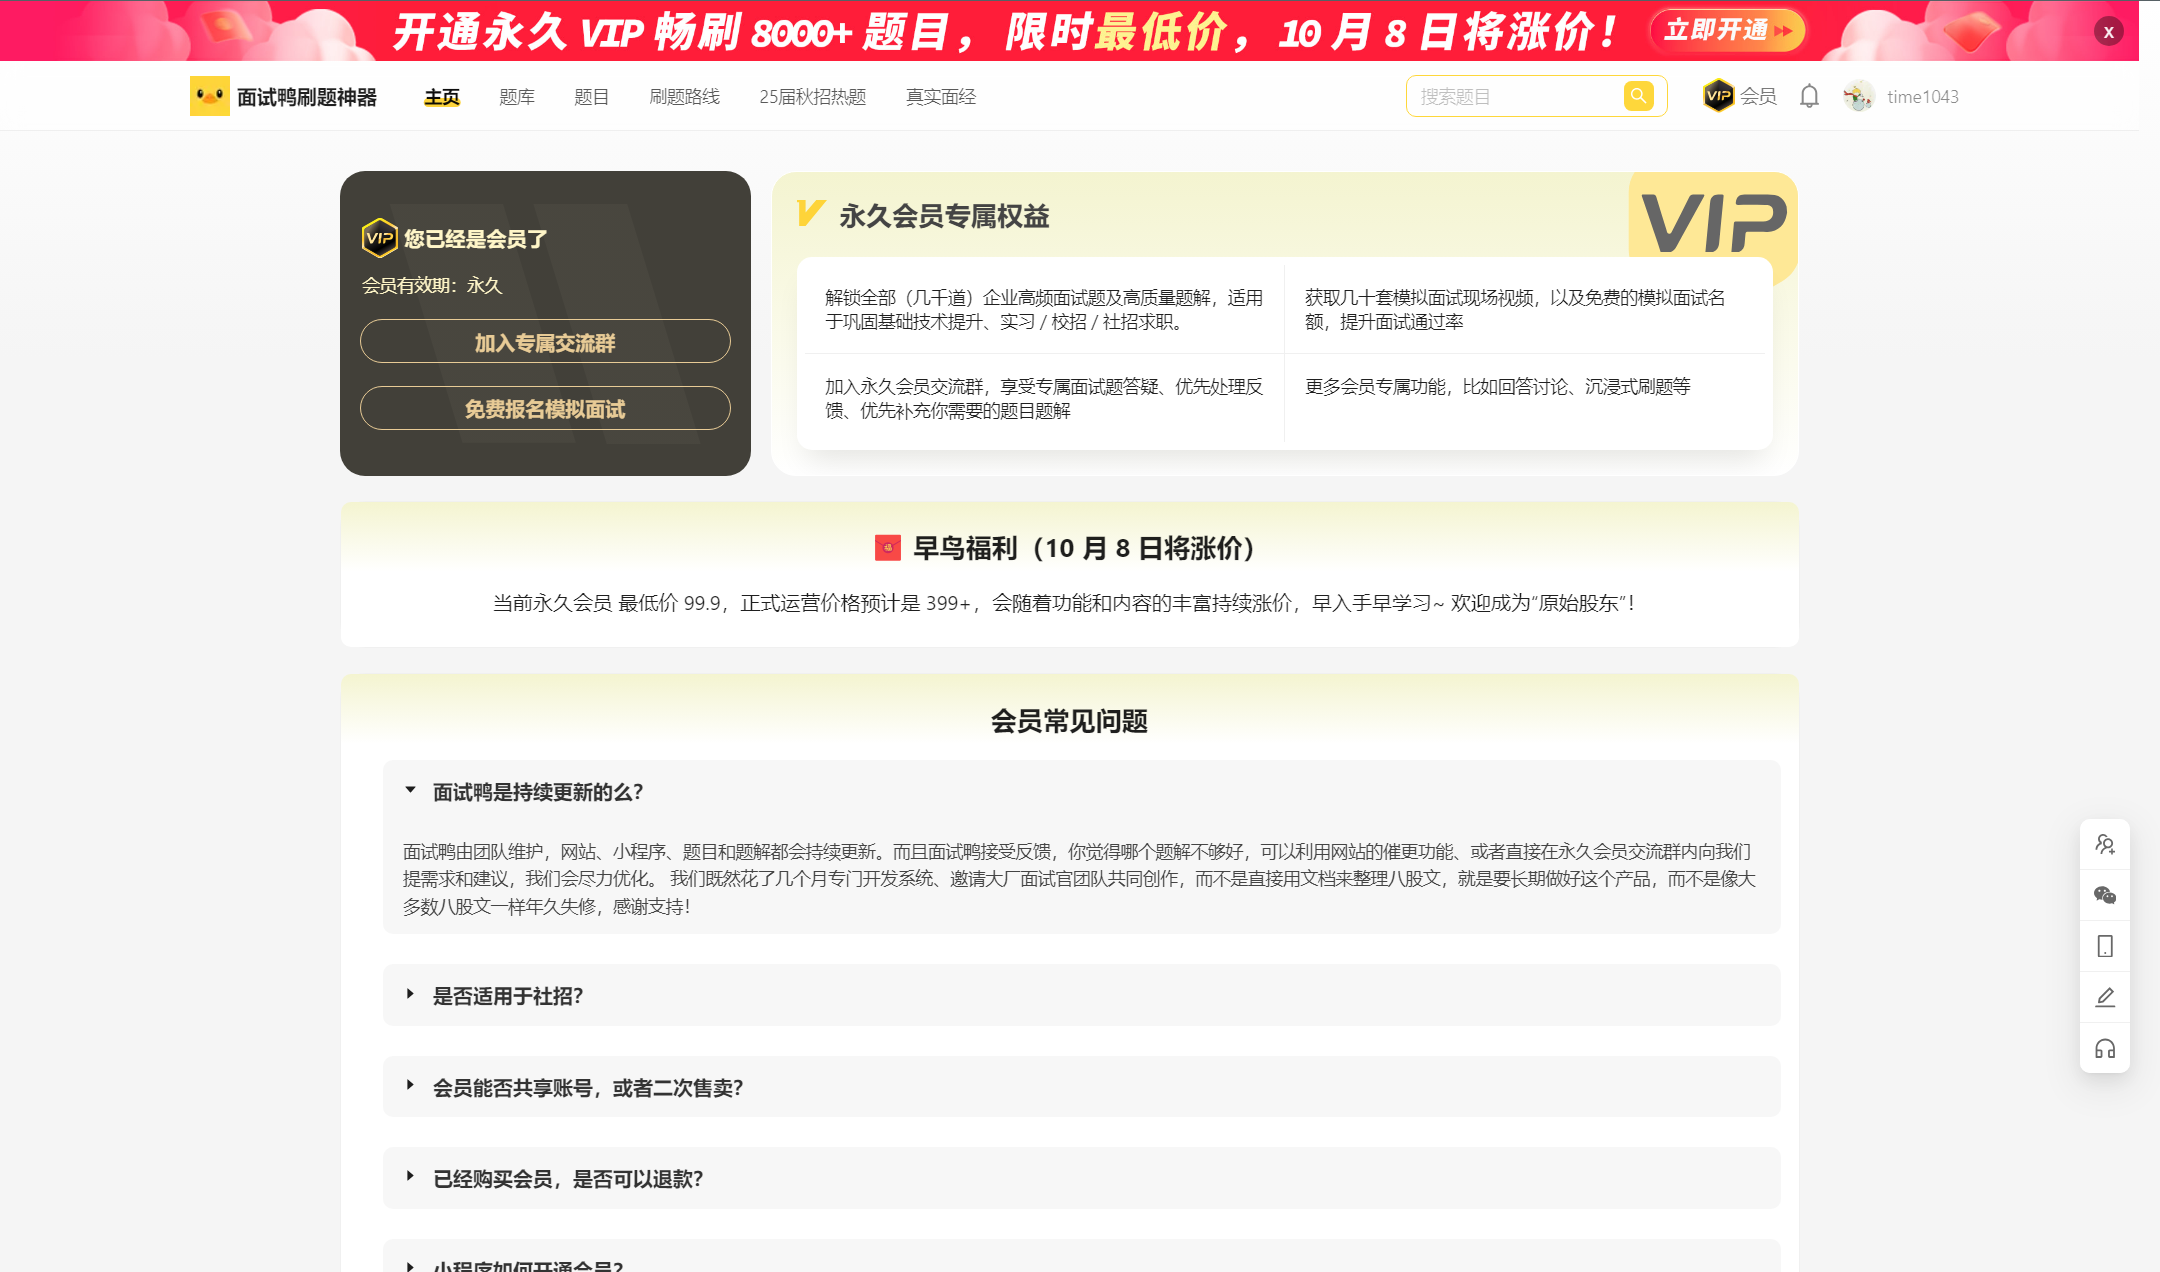 开通永久 VIP 畅刷 8000+ 题目，限时最低价，10 月 8 日将涨价！ 立即开通 x
面试鸭刷题神器 主页 题库 题目 刷题路线 25届秋招热题 真实面经 搜索题目 VIP 会员 time1043
VIP 您已经是会员了
会员有效期：永久
加入专属交流群
免费报名模拟面试
永久会员专属权益 VIP
解锁全部（几千道）企业高频面试题及高质量题解，适用
于巩固基础技术提升、实习 / 校招 / 社招求职。
获取几十套模拟面试现场视频，以及免费的模拟面试名
额，提升面试通过率
加入永久会员交流群，享受专属面试题答疑、优先处理反
馈、优先补充你需要的题目题解
更多会员专属功能，比如回答讨论、沉浸式刷题等
福 早鸟福利（10 月 8 日将涨价）
当前永久会员 最低价 99.9，正式运营价格预计是 399+，会随着功能和内容的丰富持续涨价，早入手早学习~ 欢迎成为“原始股东”！
会员常见问题
面试鸭是持续更新的么？
面试鸭由团队维护，网站、小程序、题目和题解都会持续更新。而且面试鸭接受反馈，你觉得哪个题解不够好，可以利用网站的催更功能、或者直接在永久会员交流群内向我们
提需求和建议，我们会尽力优化。 我们既然花了几个月专门开发系统、邀请大厂面试官团队共同创作，而不是直接用文档来整理八股文，就是要长期做好这个产品，而不是像大
多数八股文一样年久失修，感谢支持！
是否适用于社招？
会员能否共享账号，或者二次售卖？
已经购买会员，是否可以退款？
小程序如何开通会员？